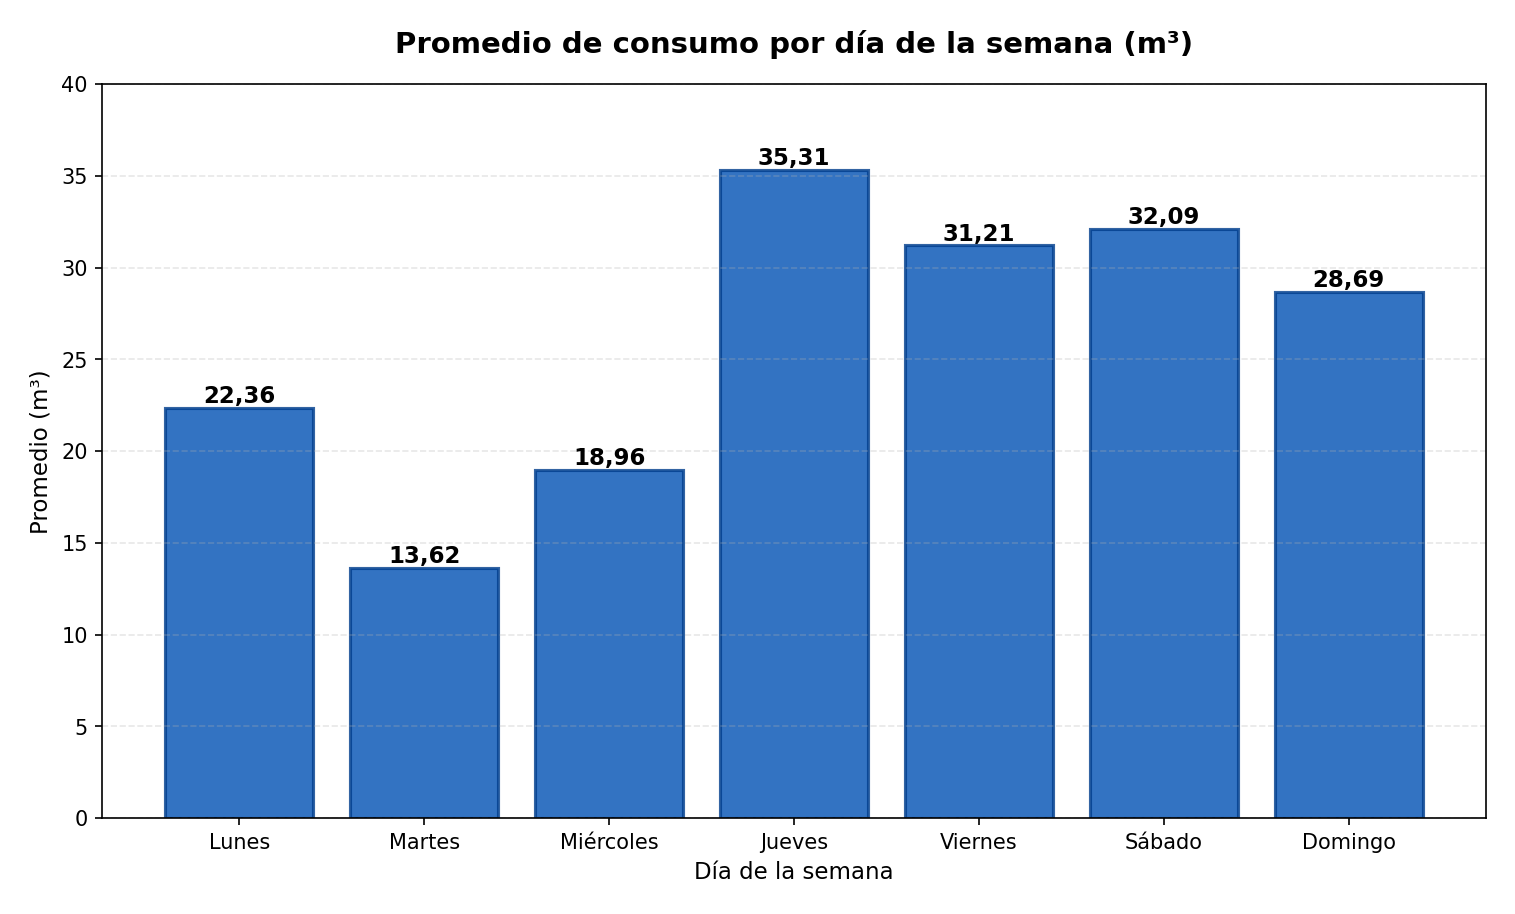 Promedio de consumo por día de la semana (m³)
40
35
30
25
20
15
10
5
0
Promedio (m³)
22,36
13,62
18,96
35,31
31,21
32,09
28,69
Lunes
Martes
Miércoles
Jueves
Viernes
Sábado
Domingo
Día de la semana